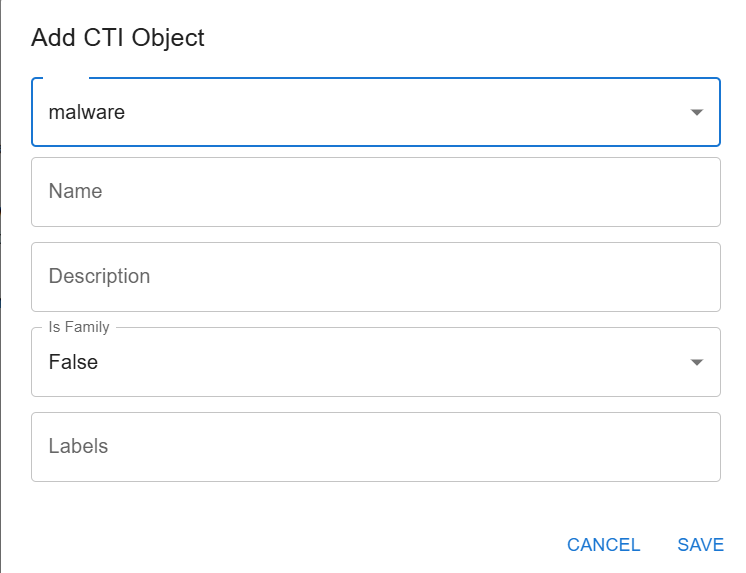 Add CTI Object
malware
Name
Description
Is Family
False
Labels
CANCEL SAVE